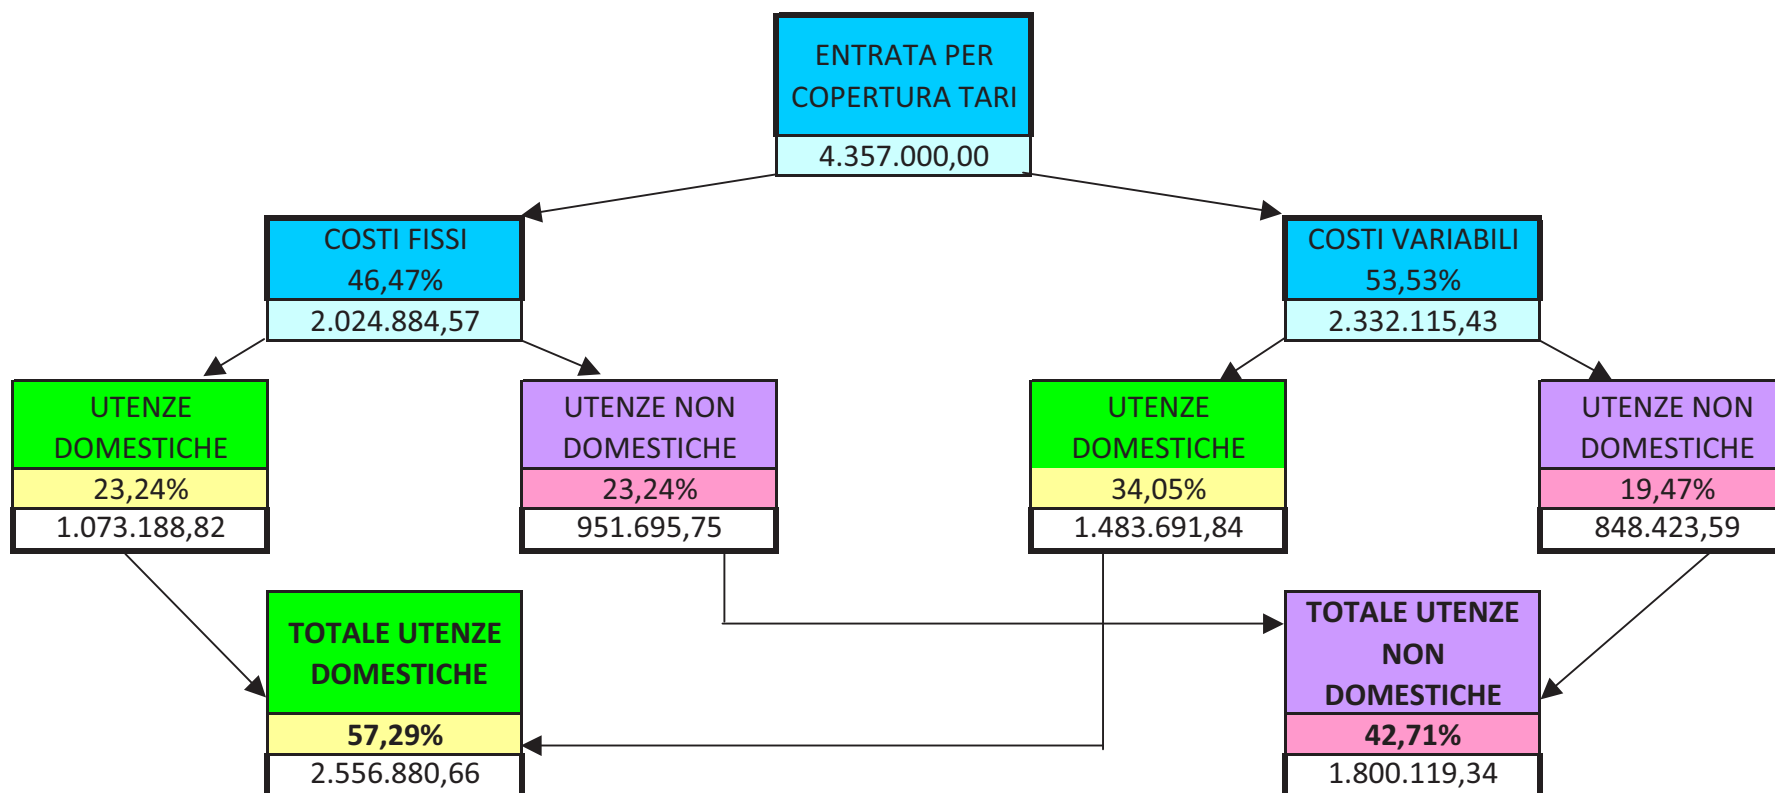 ENTRATA PER
COPERTURA TARI
4.357.000,00
COSTI FISSI
46,47%
2.024.884,57
COSTI VARIABILI
53,53%
2.332.115,43
UTENZE
DOMESTICHE
23,24%
1.073.188,82
UTENZE NON
DOMESTICHE
23,24%
951.695,75
UTENZE
DOMESTICHE
34,05%
1.483.691,84
UTENZE NON
DOMESTICHE
19,47%
848.423,59
TOTALE UTENZE
DOMESTICHE
57,29%
2.556.880,66
TOTALE UTENZE
NON
DOMESTICHE
42,71%
1.800.119,34